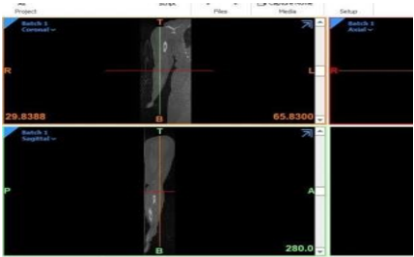 Project
Files
Media
Setup
Batch 1
Coronal
T
R
L
B
29.8388
65.8300
Batch 1
Axial
R
Batch 1
Sagittal
T
P
A
B
280.0